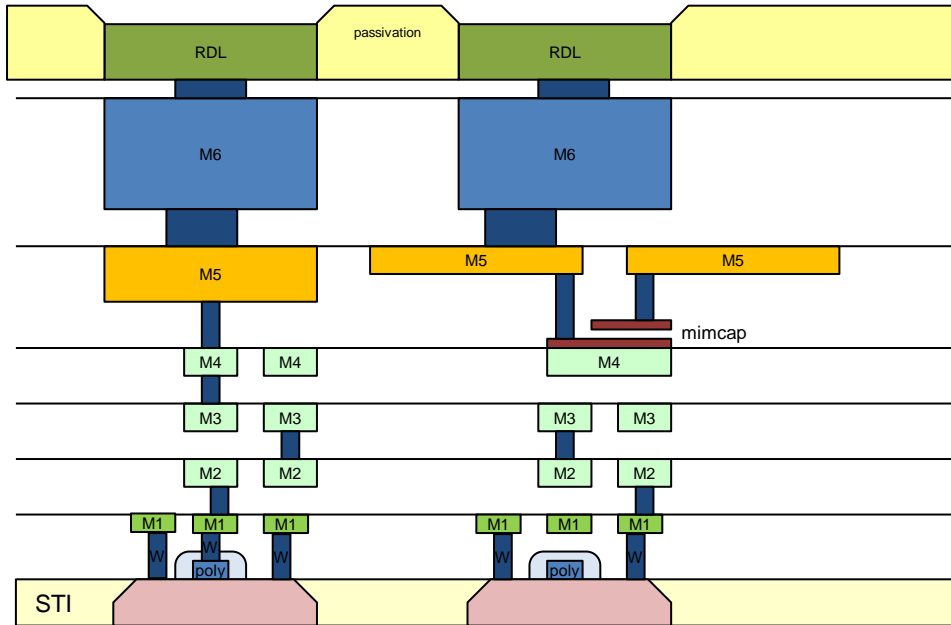 passivation
RDL RDL
M6 M6
M5 M5 M5
mimcap
M4 M4 M4
M3 M3 M3 M3
M2 M2 M2 M2
M1 M1 M1 M1 M1 M1
W W W W W
poly poly
STI